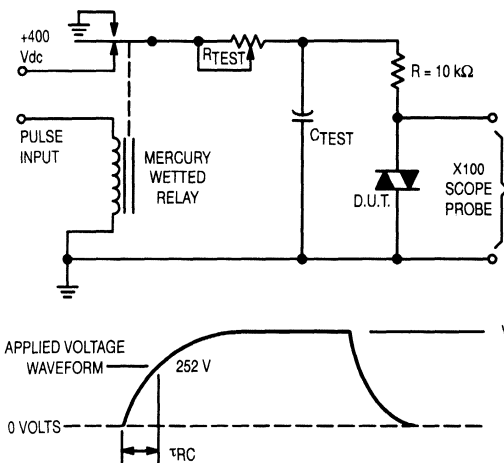 +400
Vdc
RTEST
R = 10 kΩ
PULSE
INPUT
MERCURY
WETTED
RELAY
CTEST
D.U.T.
X100
SCOPE
PROBE
APPLIED VOLTAGE
WAVEFORM
252 V
0 VOLTS
τRC